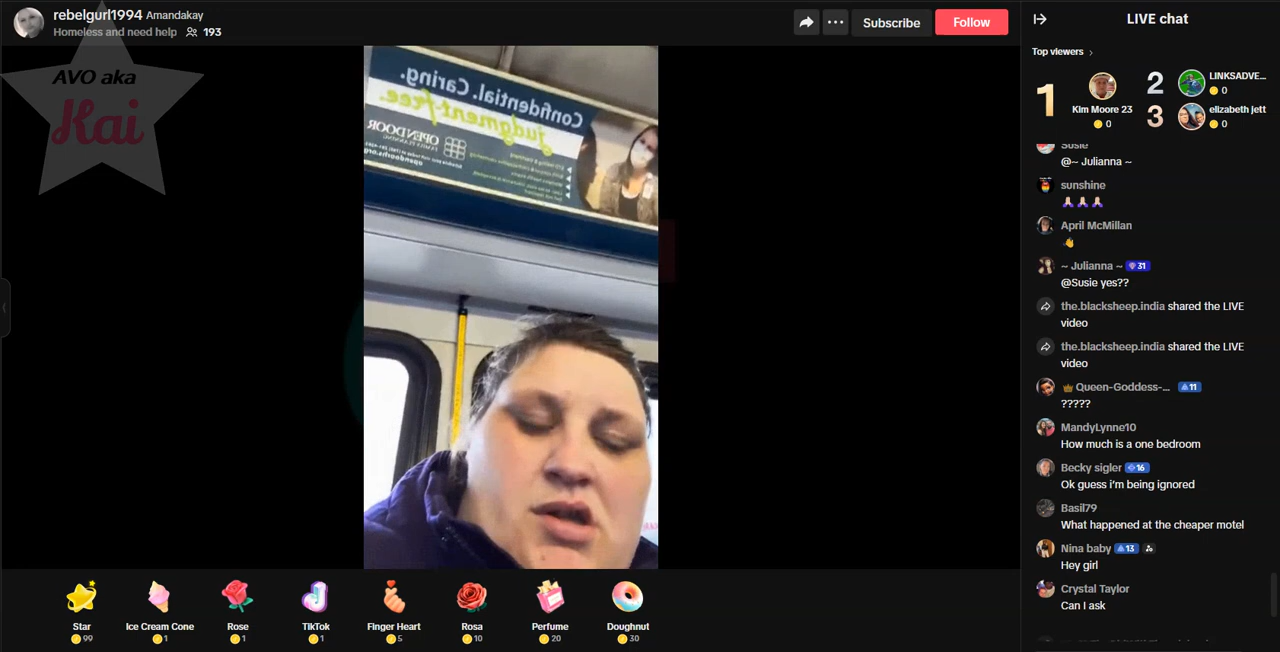 rebelgurl1994 Amandakay
Homeless and need help 193
Subscribe
Follow
AVO aka
Kai
Confidential. Caring.
judgment-free.
OPEN DOOR
FAMILY PLANNING
LIVE chat
Top viewers
1
Kim Moore 23
0
2
LINKSADVE...
0
3
elizabeth jett
0
Susie
@~ Julianna ~
sunshine
April McMillan
~ Julianna ~ 31
@Susie yes??
the.blacksheep.india shared the LIVE
video
the.blacksheep.india shared the LIVE
video
Queen-Goddess-... 11
?????
MandyLynne10
How much is a one bedroom
Becky sigler 16
Ok guess i'm being ignored
Basil79
What happened at the cheaper motel
Nina baby 13
Hey girl
Crystal Taylor
Can I ask
Star
99
Ice Cream Cone
1
Rose
1
TikTok
1
Finger Heart
5
Rosa
10
Perfume
20
Doughnut
30